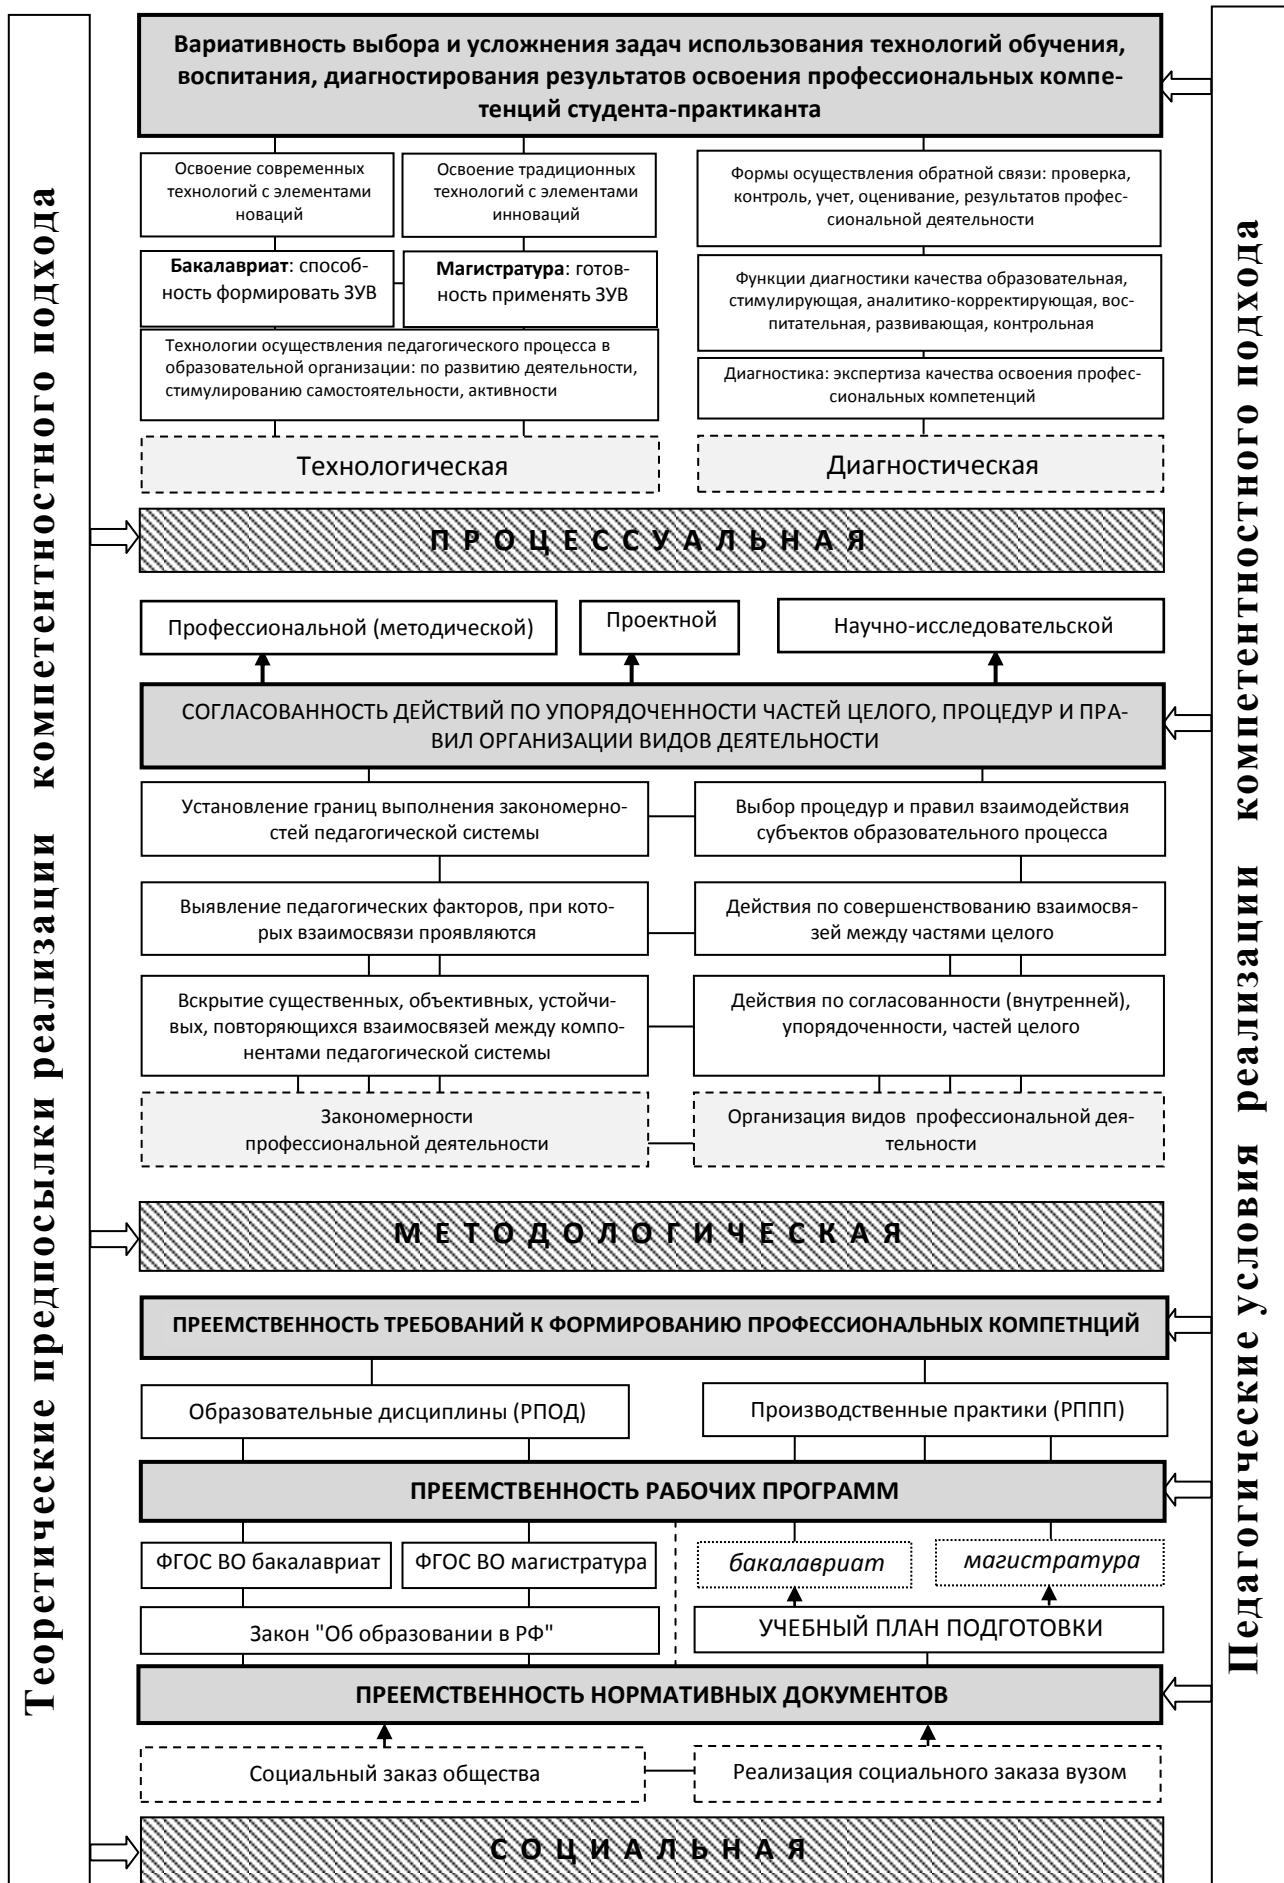 Теоретические предпосылки реализации компетентностного подхода
Вариативность выбора и усложнения задач использования технологий обучения,
воспитания, диагностирования результатов освоения профессиональных компе-
тенций студента-практиканта
Освоение современных
технологий с элементами
новаций
Освоение традиционных
технологий с элементами
инноваций
Формы осуществления обратной связи: проверка,
контроль, учет, оценивание, результатов профес-
сиональной деятельности
Бакалавриат: способ-
ность формировать ЗУВ
Магистратура: готов-
ность применять ЗУВ
Функции диагностики качества образовательная,
стимулирующая, аналитико-корректирующая, вос-
питательная, развивающая, контрольная
Технологии осуществления педагогического процесса в
образовательной организации: по развитию деятельности,
стимулированию самостоятельности, активности
Диагностика: экспертиза качества освоения профес-
сиональных компетенций
Технологическая
Диагностическая
ПРОЦЕССУАЛЬНАЯ
Профессиональной (методической)
Проектной
Научно-исследовательской
СОГЛАСОВАННОСТЬ ДЕЙСТВИЙ ПО УПОРЯДОЧЕННОСТИ ЧАСТЕЙ ЦЕЛОГО, ПРОЦЕДУР И ПРА-
ВИЛ ОРГАНИЗАЦИИ ВИДОВ ДЕЯТЕЛЬНОСТИ
Установление границ выполнения закономерно-
стей педагогической системы
Выбор процедур и правил взаимодействия
субъектов образовательного процесса
Выявление педагогических факторов, при кото-
рых взаимосвязи проявляются
Действия по совершенствованию взаимосвя-
зей между частями целого
Вскрытие существенных, объективных, устойчи-
вых, повторяющихся взаимосвязей между компо-
нентами педагогической системы
Действия по согласованности (внутренней),
упорядоченности, частей целого
Закономерности
профессиональной деятельности
Организация видов профессиональной дея-
тельности
МЕТОДОЛОГИЧЕСКАЯ
ПРЕЕМСТВЕННОСТЬ ТРЕБОВАНИЙ К ФОРМИРОВАНИЮ ПРОФЕССИОНАЛЬНЫХ КОМПЕТНЦИЙ
Образовательные дисциплины (РПОД)
Производственные практики (РППП)
ПРЕЕМСТВЕННОСТЬ РАБОЧИХ ПРОГРАММ
ФГОС ВО бакалавриат
ФГОС ВО магистратура
бакалавриат
магистратура
Закон "Об образовании в РФ"
УЧЕБНЫЙ ПЛАН ПОДГОТОВКИ
ПРЕЕМСТВЕННОСТЬ НОРМАТИВНЫХ ДОКУМЕНТОВ
Социальный заказ общества
Реализация социального заказа вузом
СОЦИАЛЬНАЯ
Педагогические условия реализации компетентностного подхода